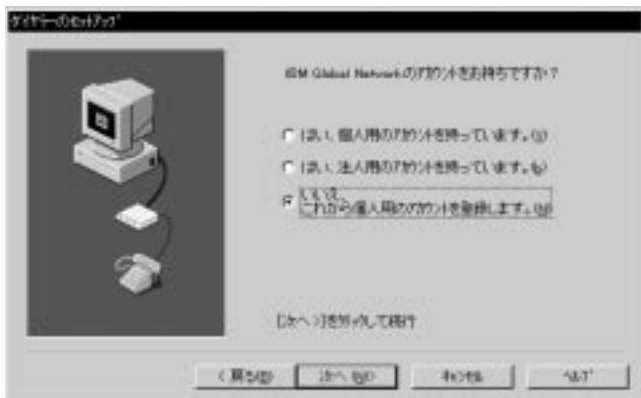 ダイヤラーのセットアップ
IBM Global Networkのアカウントをお持ちですか?
はい、個人用のアカウントを持っています。(I)
はい、法人用のアカウントを持っています。
いいえ
これから個人用のアカウントを登録します。
[次へ>]をクリックして続行
<戻る(B)
次へ(N)>
キャンセル
ヘルプ